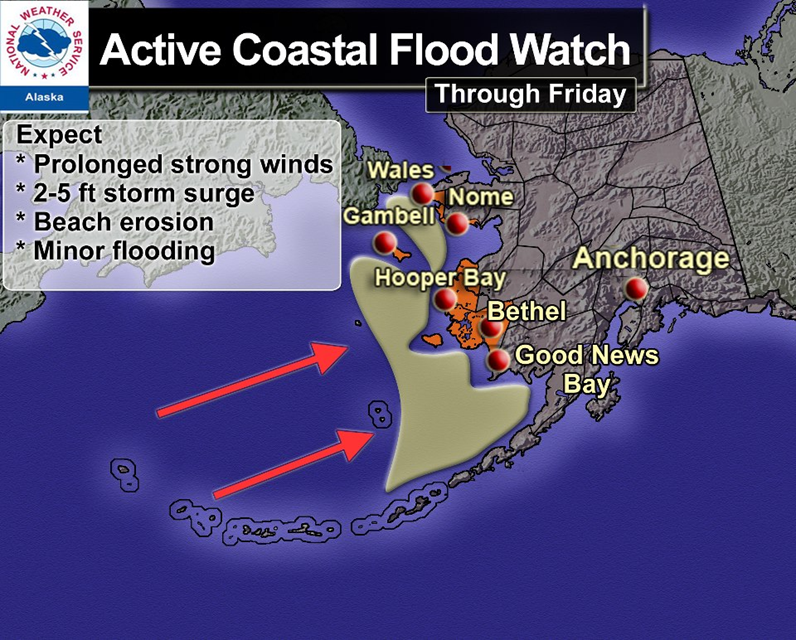 NATIONAL WEATHER SERVICE
Alaska
Active Coastal Flood Watch
Through Friday
Expect
* Prolonged strong winds
* 2-5 ft storm surge
* Beach erosion
* Minor flooding
Wales
Nome
Gambell
Anchorage
Hooper Bay
Bethel
Good News
Bay